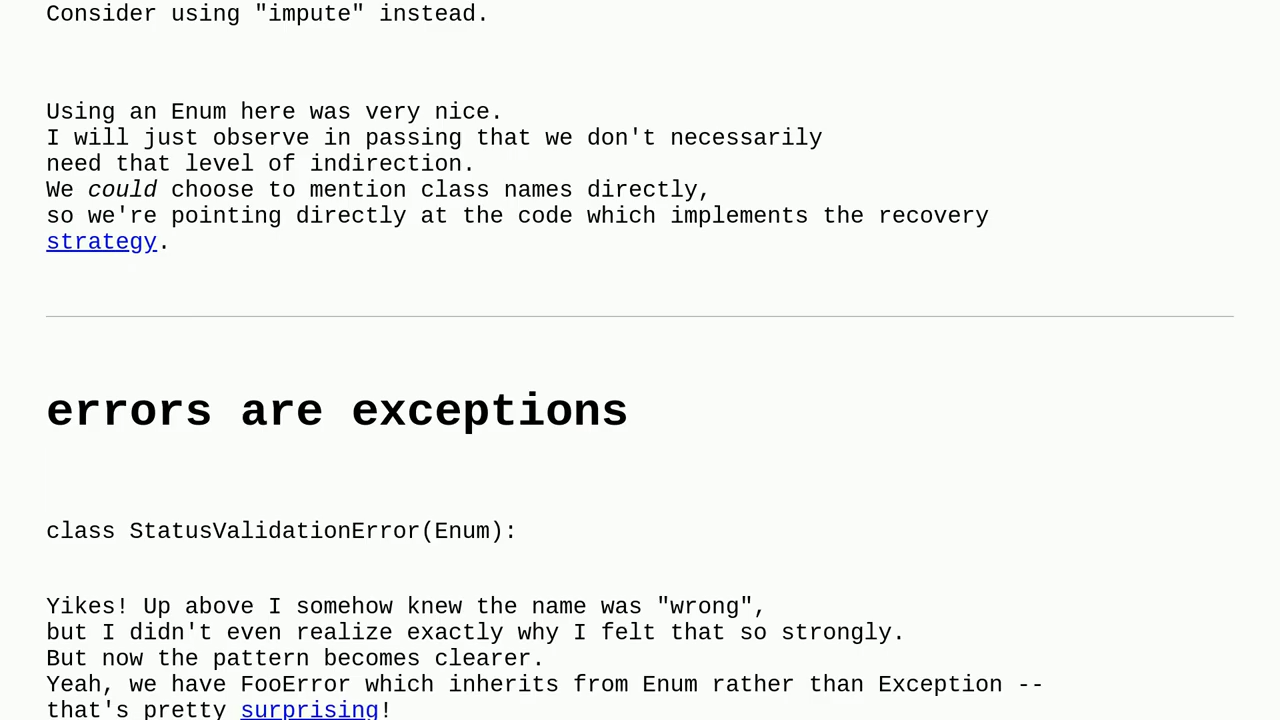 Consider using "impute" instead.
Using an Enum here was very nice.
I will just observe in passing that we don't necessarily
need that level of indirection.
We could choose to mention class names directly,
so we're pointing directly at the code which implements the recovery
strategy.
errors are exceptions
class StatusValidationError(Enum):
Yikes! Up above I somehow knew the name was "wrong",
but I didn't even realize exactly why I felt that so strongly.
But now the pattern becomes clearer.
Yeah, we have FooError which inherits from Enum rather than Exception --
that's pretty surprising!